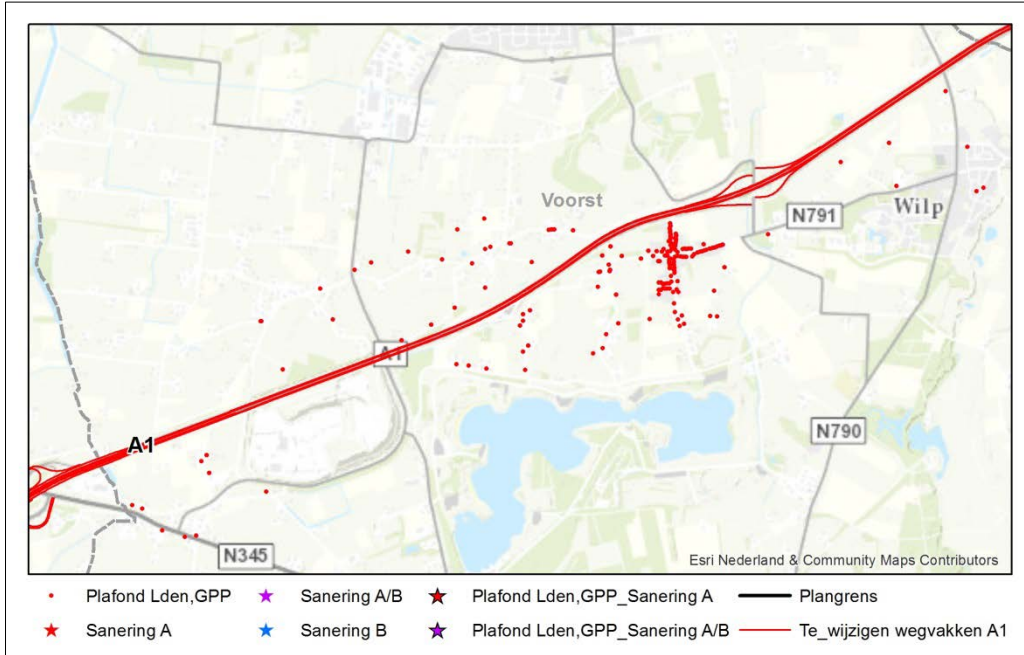 Voorst
N791
Wilp
A1
A1
N790
N345
Esri Nederland & Community Maps Contributors
Plafond Lden,GPP Sanering A/B Plafond Lden,GPP_Sanering A Plangrens
Sanering A Sanering B Plafond Lden,GPP_Sanering A/B Te_wijzigen wegvakken A1